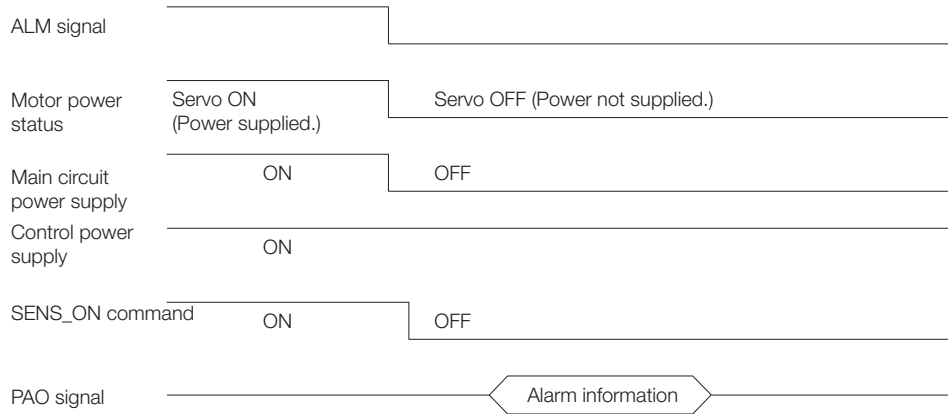 ALM signal
Motor power
status
Servo ON
(Power supplied.)
Servo OFF (Power not supplied.)
Main circuit
power supply
ON
OFF
Control power
supply
ON
SENS_ON command
ON
OFF
PAO signal
Alarm information